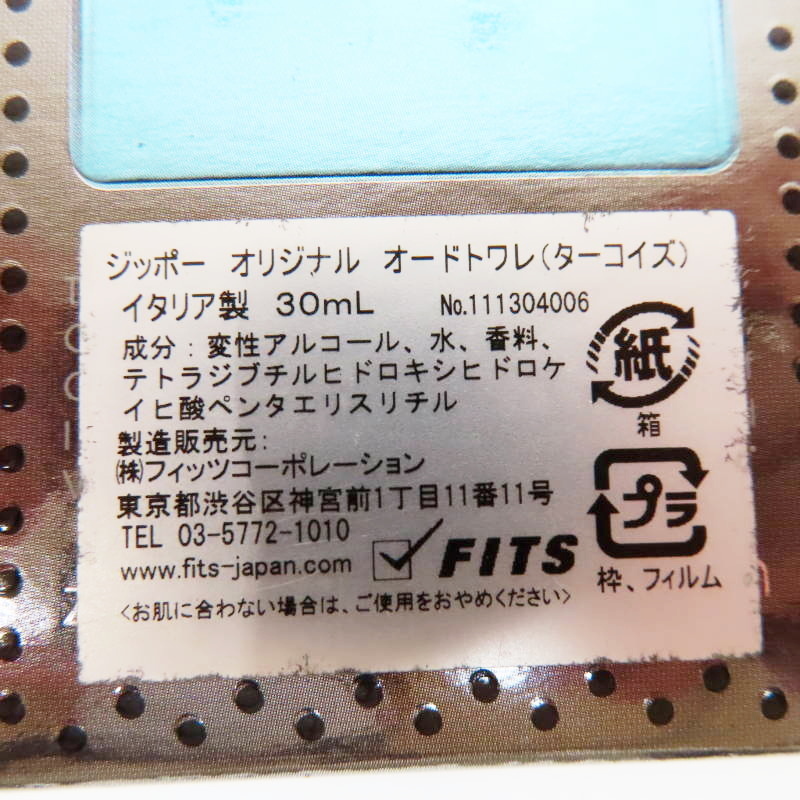 ジッポー オリジナル オードトワレ(ターコイズ)
イタリア製 30mL No.111304006
成分:変性アルコール、水、香料、
テトラジブチルヒドロキシヒドロケ
イヒ酸ペンタエリスリチル
製造販売元:
㈱フィッツコーポレーション
東京都渋谷区神宮前1丁目11番11号
TEL 03-5772-1010
www.fits-japan.com
FITS
<お肌に合わない場合は、ご使用をおやめください>
紙
箱
プラ
枠、フィルム